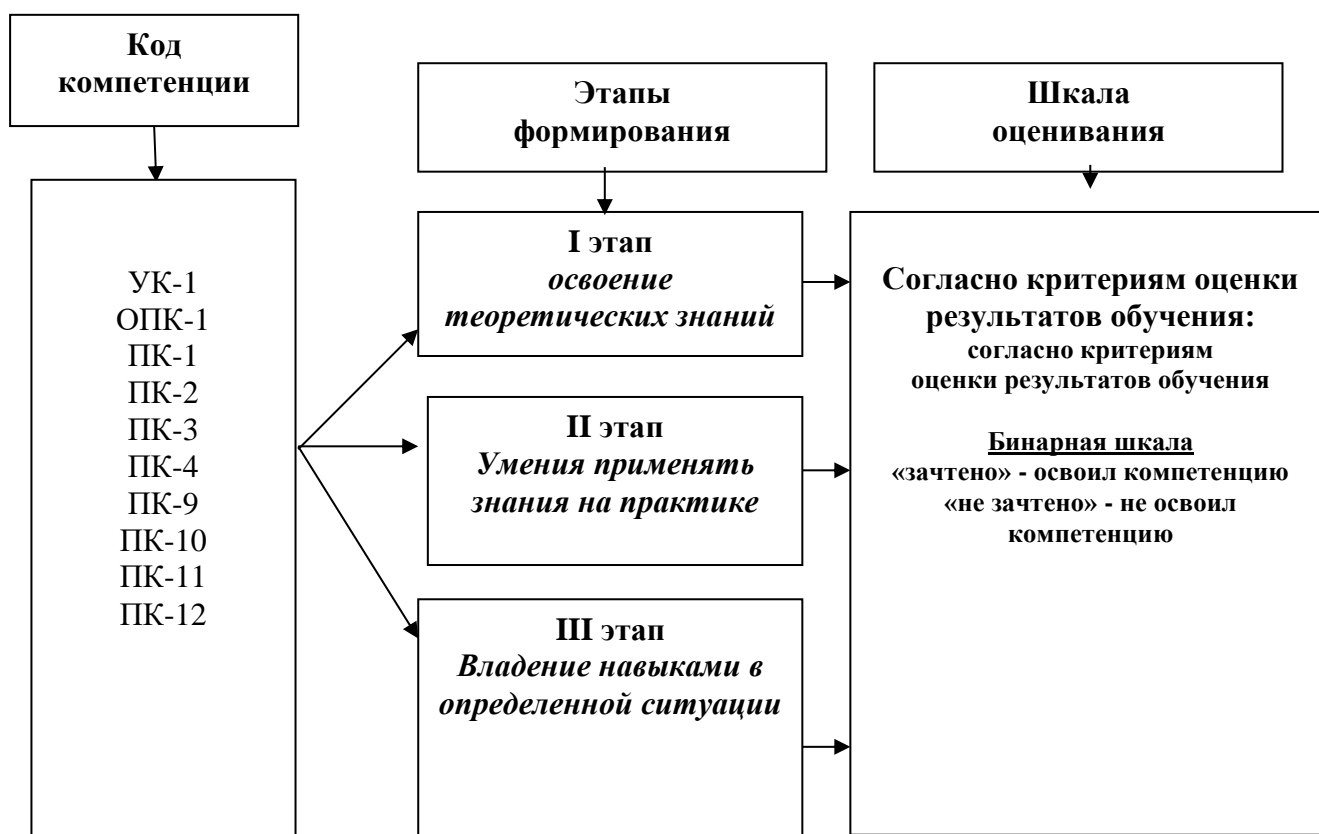 Код
компетенции
Этапы
формирования
Шкала
оценивания
УК-1
ОПК-1
ПК-1
ПК-2
ПК-3
ПК-4
ПК-9
ПК-10
ПК-11
ПК-12
I этап
освоение
теоретических знаний
II этап
Умения применять
знания на практике
III этап
Владение навыками в
определенной ситуации
Согласно критериям оценки
результатов обучения:
согласно критериям
оценки результатов обучения
Бинарная шкала
«зачтено» - освоил компетенцию
«не зачтено» - не освоил
компетенцию